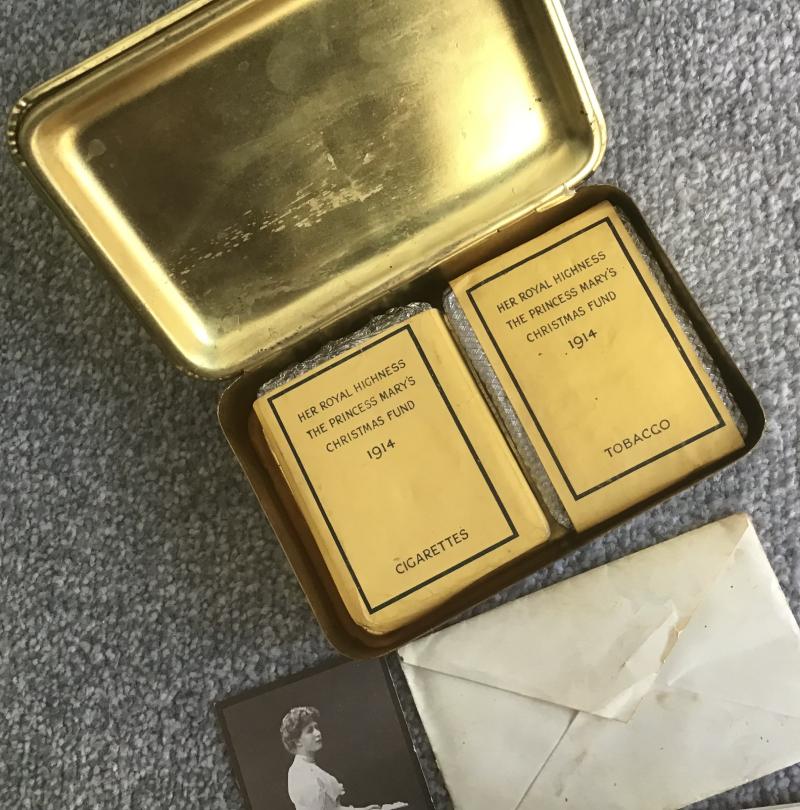 HER ROYAL HIGHNESS
THE PRINCESS MARY'S
CHRISTMAS FUND
1914
CIGARETTES
HER ROYAL HIGHNESS
THE PRINCESS MARY'S
CHRISTMAS FUND
1914
TOBACCO